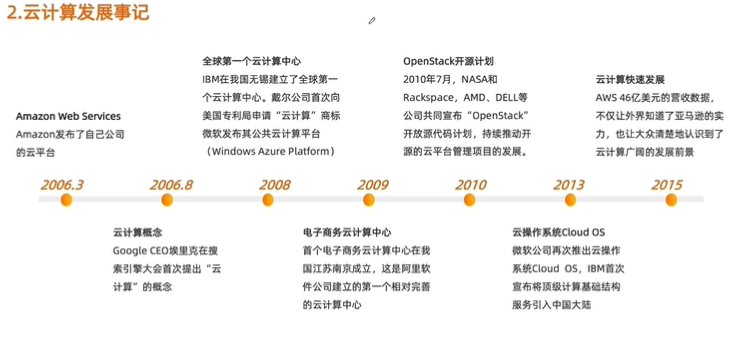 2.云计算发展事记
全球第一个云计算中心
IBM在我国无锡建立了全球第一
个云计算中心。戴尔公司首次向
美国专利局申请“云计算”商标
微软发布其公共云计算平台
（Windows Azure Platform）
OpenStack开源计划
2010年7月，NASA和
Rackspace，AMD、DELL等
公司共同宣布“OpenStack”
开放源代码计划，持续推动开
源的云平台管理项目的发展。
云计算快速发展
AWS 46亿美元的营收数据，
不仅让外界知道了亚马逊的实
力，也让大众清楚地认识到了
云计算广阔的发展前景
Amazon Web Services
Amazon发布了自己公司
的云平台
2006.3
2006.8
2008
2009
2010
2013
2015
云计算概念
Google CEO埃里克在搜
索引擎大会首次提出“云
计算”的概念
电子商务云计算中心
首个电子商务云计算中心在我
国江苏南京成立，这是阿里软
件公司建立的第一个相对完善
的云计算中心
云操作系统Cloud OS
微软公司再次推出云操作
系统Cloud OS，IBM首次
宣布将顶级计算基础结构
服务引入中国大陆